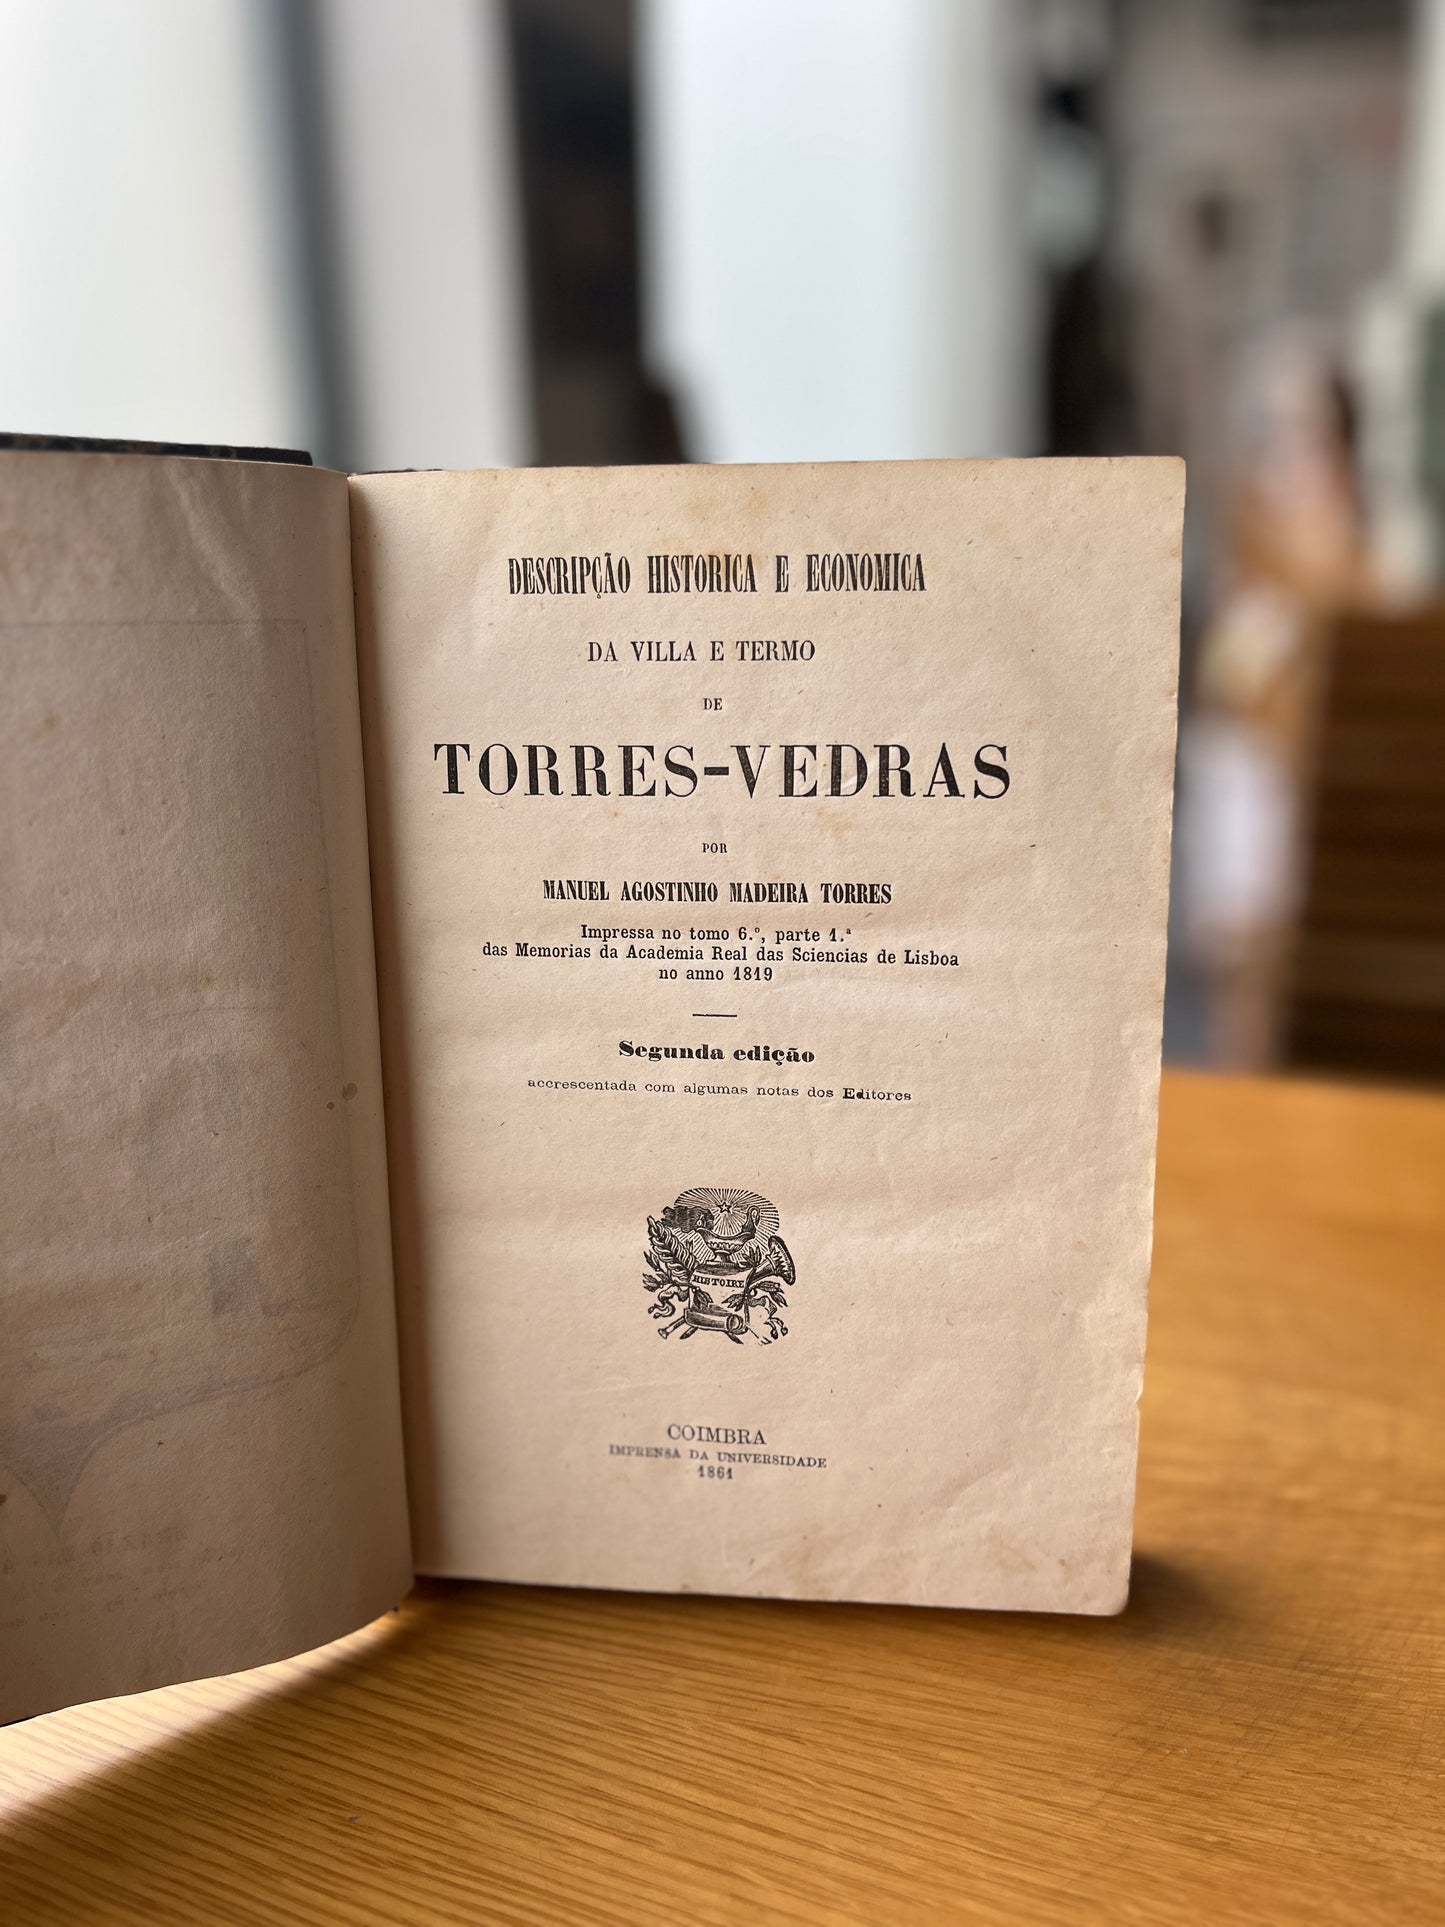 DESCRIPÇÃO HISTORICA E ECONOMICA
DA VILLA E TERMO
DE
TORRES-VEDRAS
POR
MANUEL AGOSTINHO MADEIRA TORRES
Impressa no tomo 6.º, parte 1.ª
das Memorias da Academia Real das Sciencias de Lisboa
no anno 1819
Segunda edição
accrescentada com algumas notas dos Editores
HISTOIRE
COIMBRA
IMPRENSA DA UNIVERSIDADE
1861